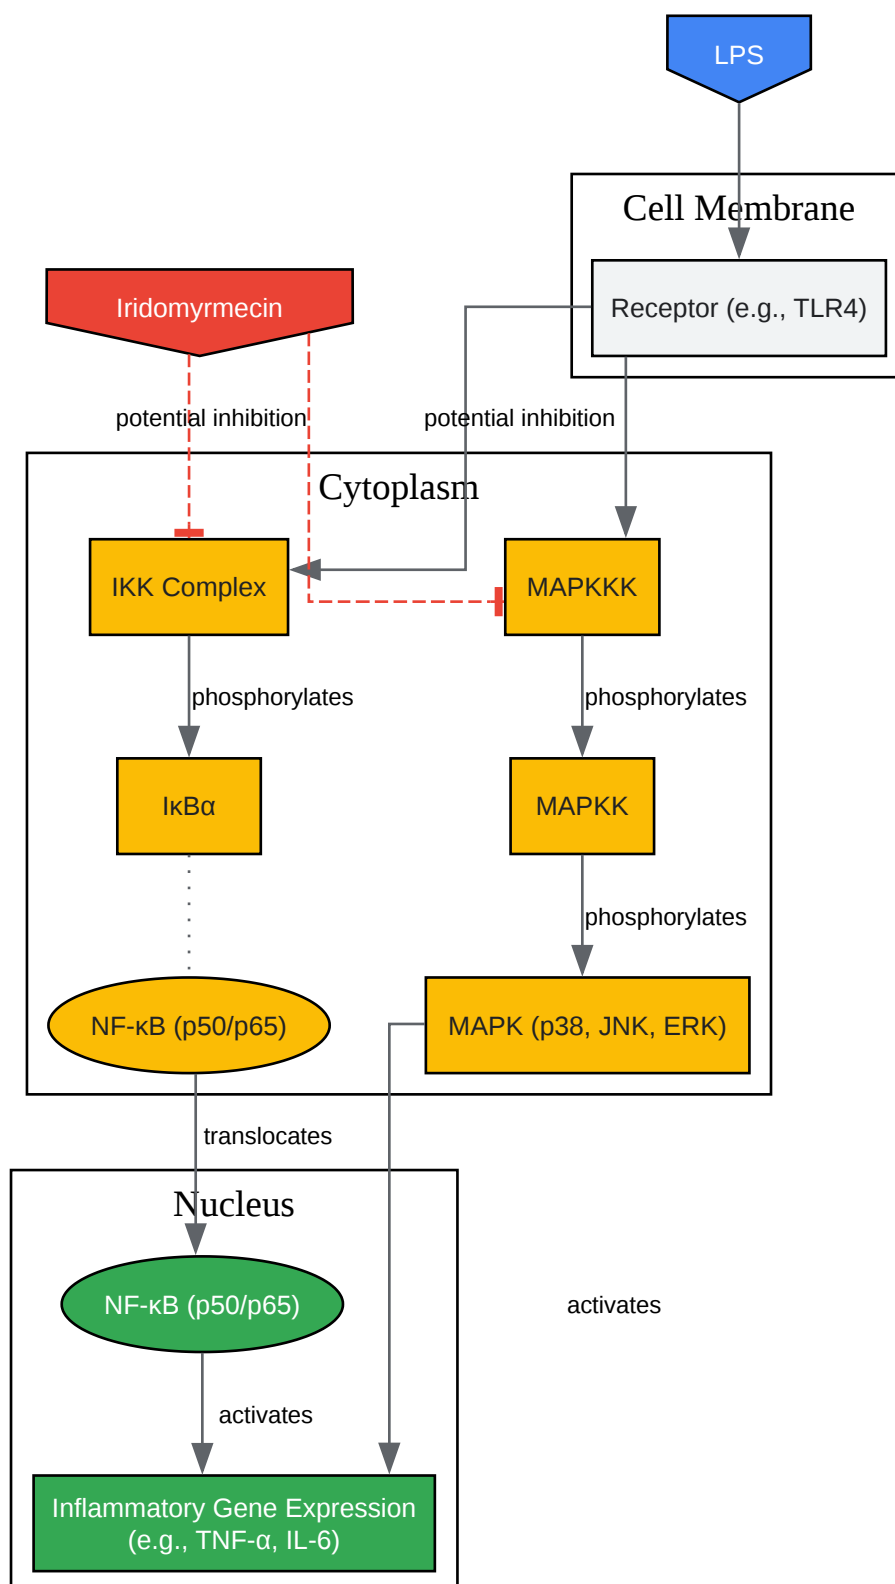 LPS
Cell Membrane
Iridomyrmecin
Receptor (e.g., TLR4)
potential inhibition
potential inhibition
Cytoplasm
IKK Complex
MAPKKK
phosphorylates
phosphorylates
IκBα
MAPKK
phosphorylates
NF-κB (p50/p65)
MAPK (p38, JNK, ERK)
translocates
Nucleus
NF-κB (p50/p65)
activates
activates
Inflammatory Gene Expression
(e.g., TNF-α, IL-6)